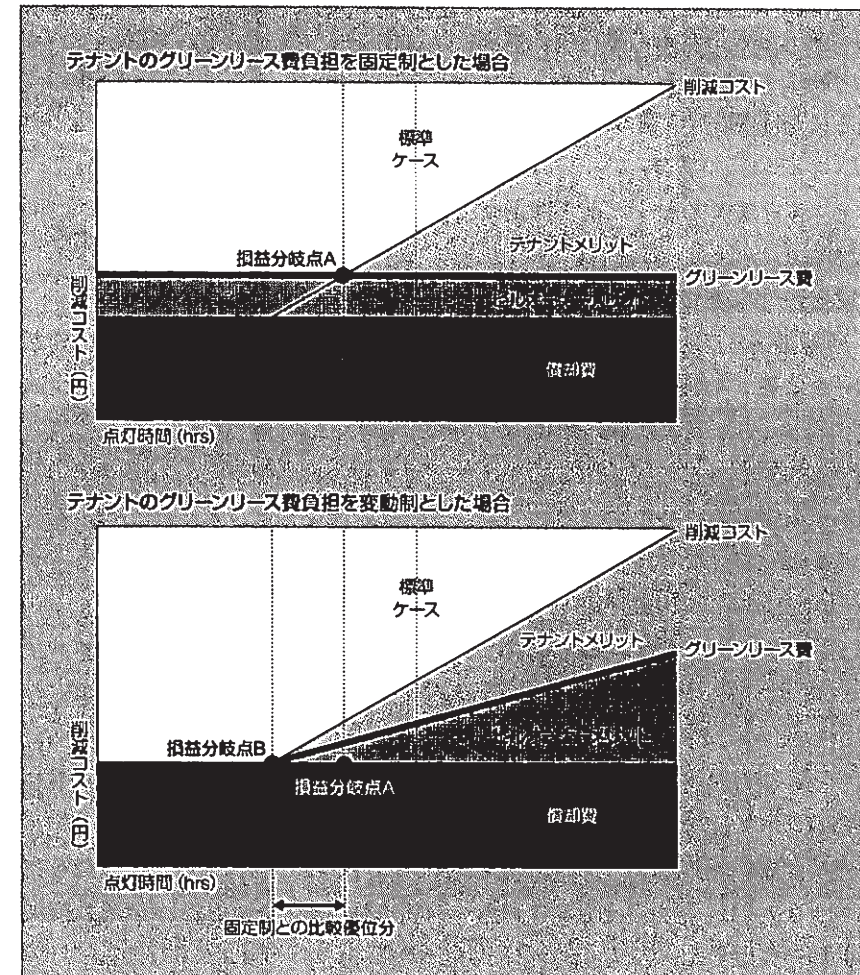 テナントのグリーンリース費負担を固定制とした場合
削減コスト
標準
ケース
テナントメリット
損益分岐点A
グリーンリース費
削減コスト(円)
償却費
点灯時間 (hrs)
テナントのグリーンリース費負担を変動制とした場合
削減コスト
標準
ケース
テナントメリット
グリーンリース費
損益分岐点B
損益分岐点A
削減コスト(円)
償却費
点灯時間 (hrs)
固定制との比較優位分